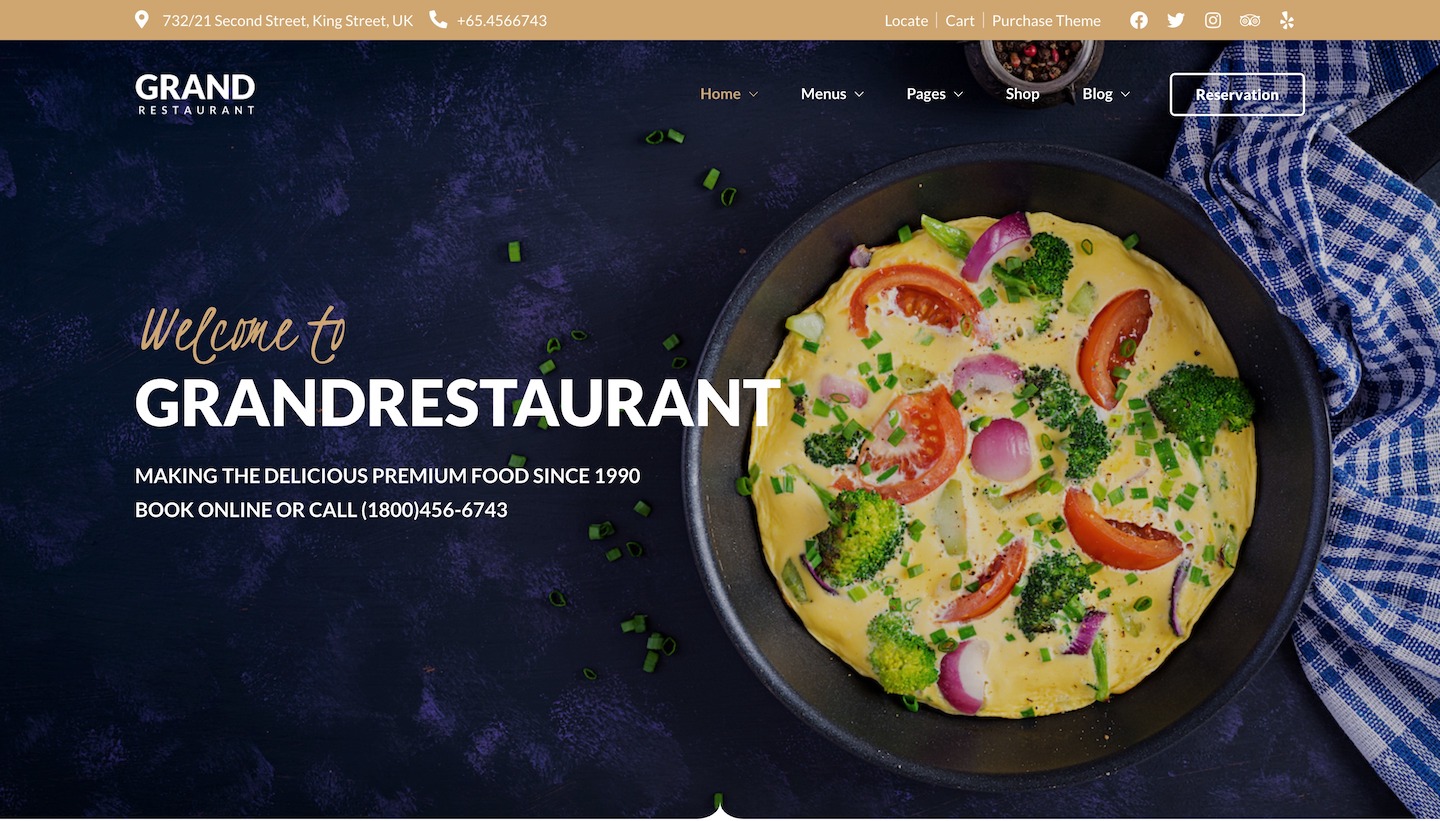 732/21 Second Street, King Street, UK +65.4566743 Locate Cart Purchase Theme
GRAND
RESTAURANT
Home Menus Pages Shop Blog Reservation
Welcome to
GRANDRESTAURANT
MAKING THE DELICIOUS PREMIUM FOOD SINCE 1990
BOOK ONLINE OR CALL (1800)456-6743